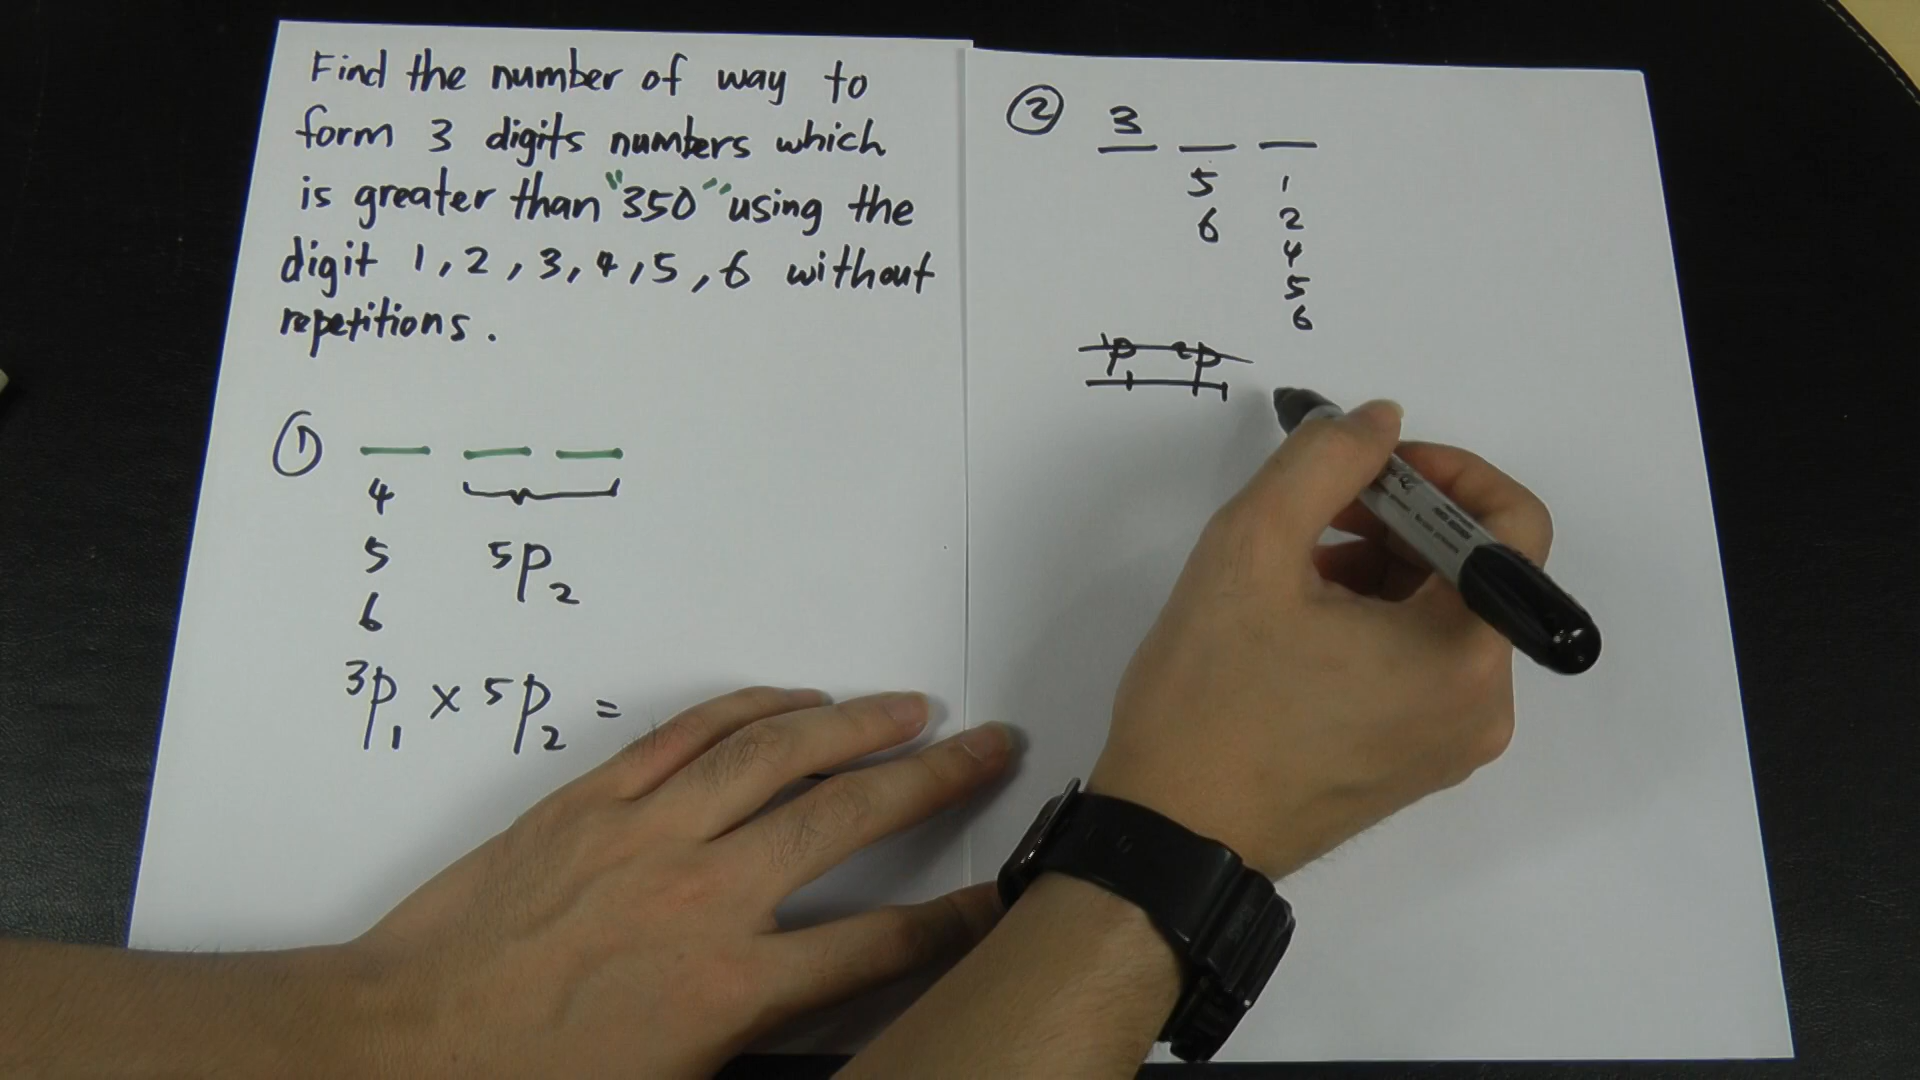 Find the number of way to
form 3 digits numbers which
is greater than "350" using the
digit 1, 2, 3, 4, 5, 6 without
repetitions.
① _ _ _
4
5 5P2
6
3P1 × 5P2 =
② 3 _ _
5 1
6 2
4
5
6
1P1 2P1